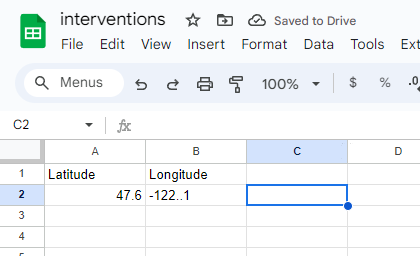 interventions Saved to Drive
File Edit View Insert Format Data Tools Ext
Menus 100% $ % .0
C2 fx
A B C D
1 Latitude Longitude
2 47.6 -122..1
3
4